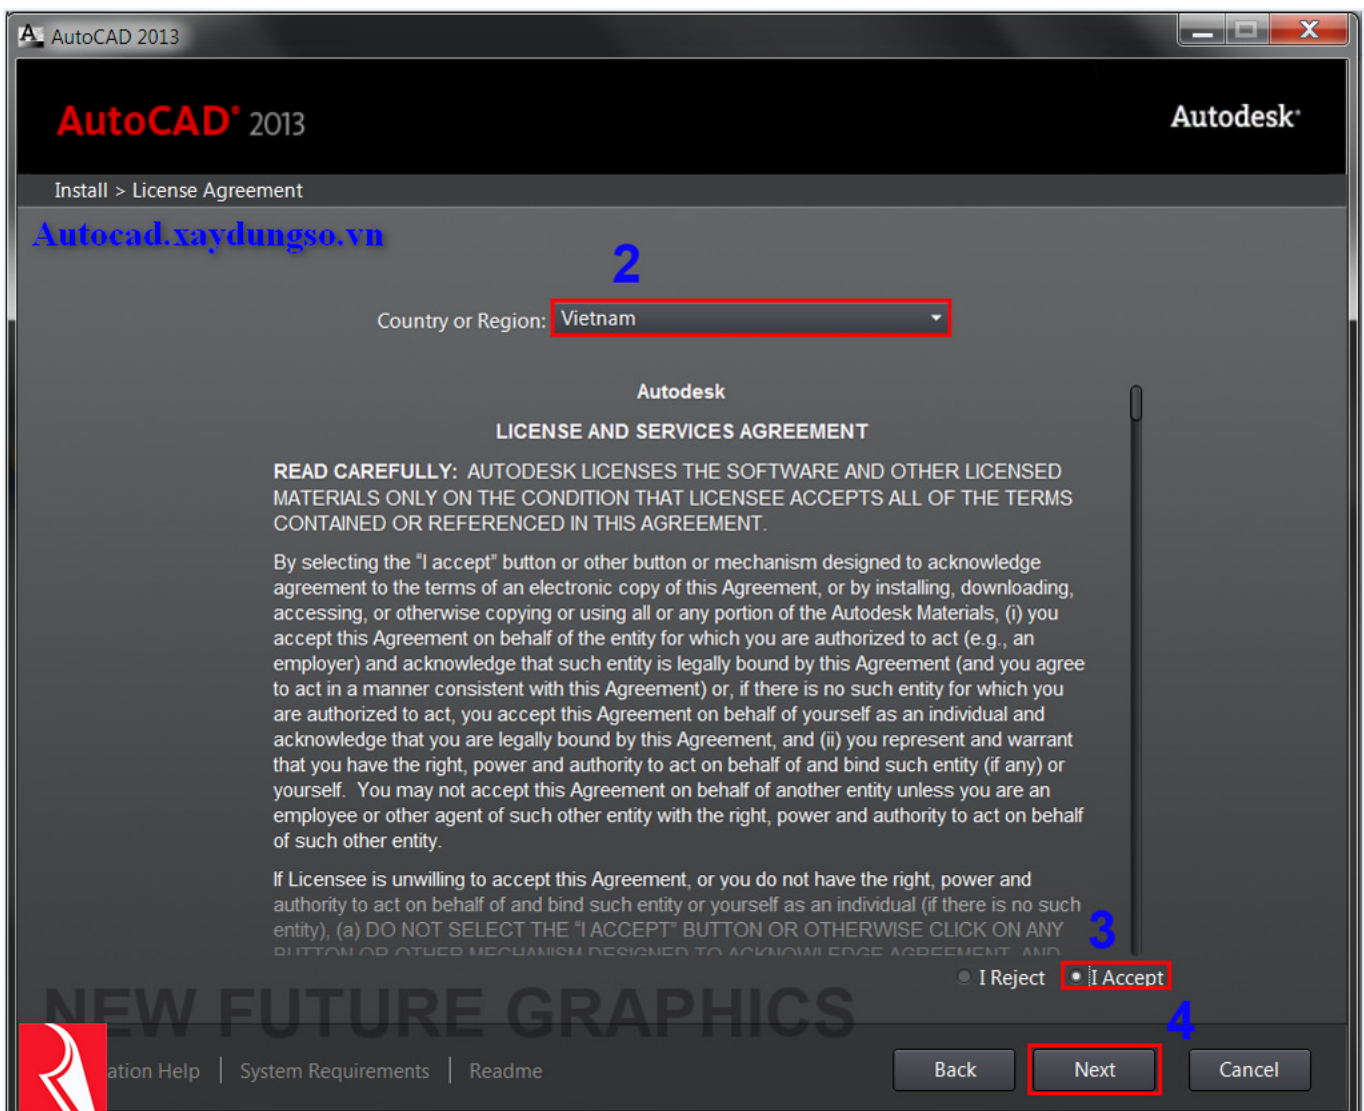 AutoCAD 2013
AutoCAD® 2013
Autodesk®
Install > License Agreement
Autocad.xaydungso.vn
2
Country or Region: Vietnam
Autodesk
LICENSE AND SERVICES AGREEMENT
READ CAREFULLY: AUTODESK LICENSES THE SOFTWARE AND OTHER LICENSED
MATERIALS ONLY ON THE CONDITION THAT LICENSEE ACCEPTS ALL OF THE TERMS
CONTAINED OR REFERENCED IN THIS AGREEMENT.
By selecting the “I accept” button or other button or mechanism designed to acknowledge
agreement to the terms of an electronic copy of this Agreement, or by installing, downloading,
accessing, or otherwise copying or using all or any portion of the Autodesk Materials, (i) you
accept this Agreement on behalf of the entity for which you are authorized to act (e.g., an
employer) and acknowledge that such entity is legally bound by this Agreement (and you agree
to act in a manner consistent with this Agreement) or, if there is no such entity for which you
are authorized to act, you accept this Agreement on behalf of yourself as an individual and
acknowledge that you are legally bound by this Agreement, and (ii) you represent and warrant
that you have the right, power and authority to act on behalf of and bind such entity (if any) or
yourself.  You may not accept this Agreement on behalf of another entity unless you are an
employee or other agent of such other entity with the right, power and authority to act on behalf
of such other entity.
If Licensee is unwilling to accept this Agreement, or you do not have the right, power and
authority to act on behalf of and bind such entity or yourself as an individual (if there is no such
entity), (a) DO NOT SELECT THE “I ACCEPT” BUTTON OR OTHERWISE CLICK ON ANY
BUTTON OR OTHER MECHANISM DESIGNED TO ACKNOWLEDGE AGREEMENT, AND
3
I Reject I Accept
NEW FUTURE GRAPHICS
4
ation Help | System Requirements | Readme
Back Next Cancel